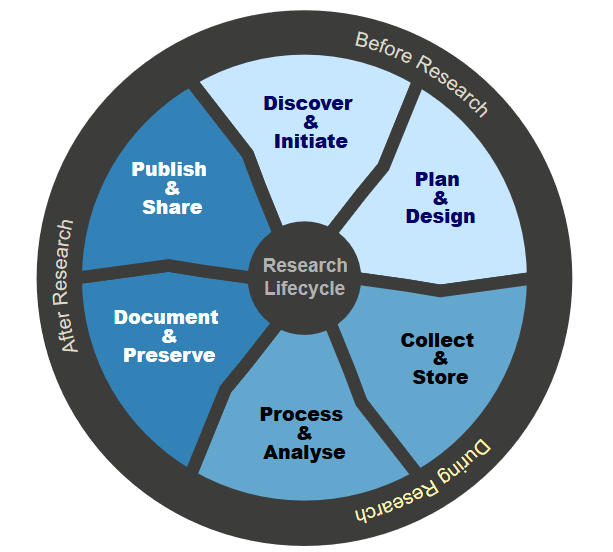 Before Research
Discover
&
Initiate
Plan
&
Design
Collect
&
Store
During Research
Process
&
Analyse
Document
&
Preserve
After Research
Publish
&
Share
Research
Lifecycle